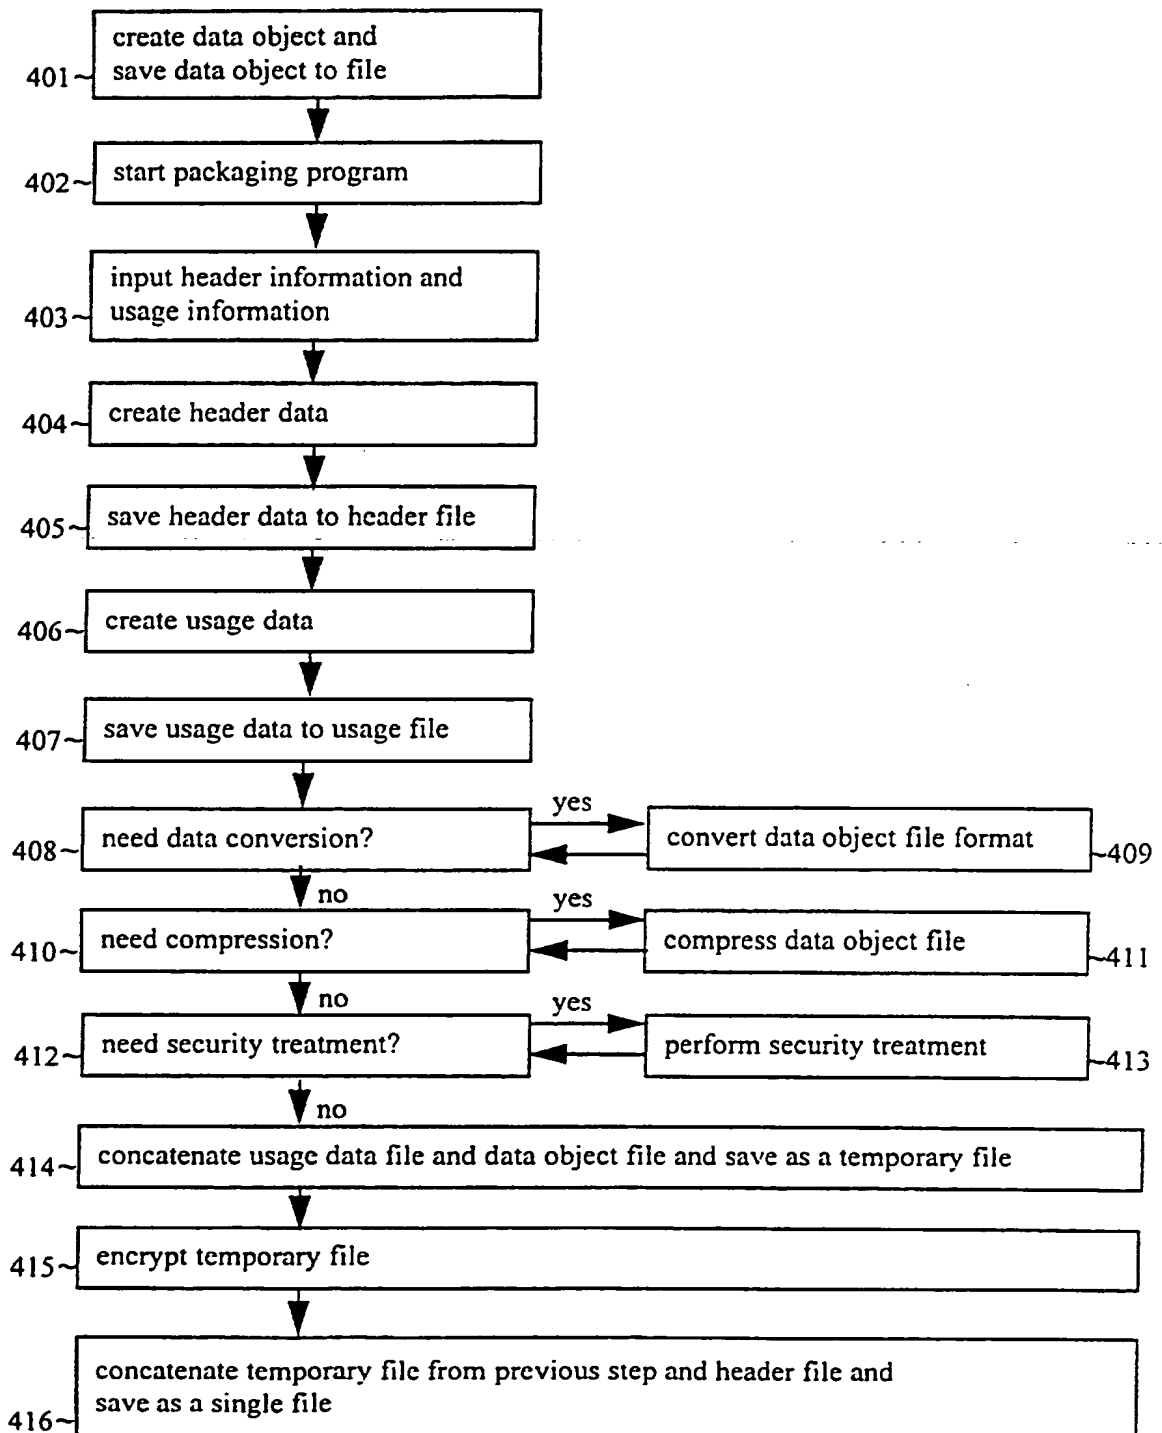 create data object and
save data object to file
401
start packaging program
402
input header information and
usage information
403
create header data
404
save header data to header file
405
create usage data
406
save usage data to usage file
407
need data conversion?
408
yes
convert data object file format
409
no
need compression?
410
yes
compress data object file
411
no
need security treatment?
412
yes
perform security treatment
413
no
concatenate usage data file and data object file and save as a temporary file
414
encrypt temporary file
415
concatenate temporary file from previous step and header file and
save as a single file
416